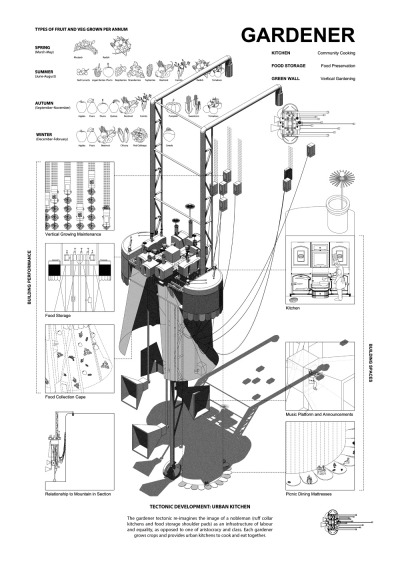 TYPES OF FRUIT AND VEG GROWN PER ANNUM
GARDENER
SPRING
(March-May)
KITCHEN Community Cooking
FOOD STORAGE Food Preservation
GREEN WALL Vertical Gardening
SUMMER
(June-August)
AUTUMN
(September-November)
WINTER
(December-February)
Vertical Growing Maintenance
BUILDING PERFORMANCE
Food Storage
Kitchen
Food Collection Cape
BUILDING SPACES
Music Platform and Announcements
Relationship to Mountain in Section
Picnic Dining Mattresses
TECTONIC DEVELOPMENT: URBAN KITCHEN
The gardener tectonic re-imagines the image of a nobleman (ruff collar
kitchens and food storage shoulder pads) as an infrastructure of labour
and equality, as opposed to one of aristocracy and class. Each gardener
grows crops and provides urban kitchens to cook and eat together.